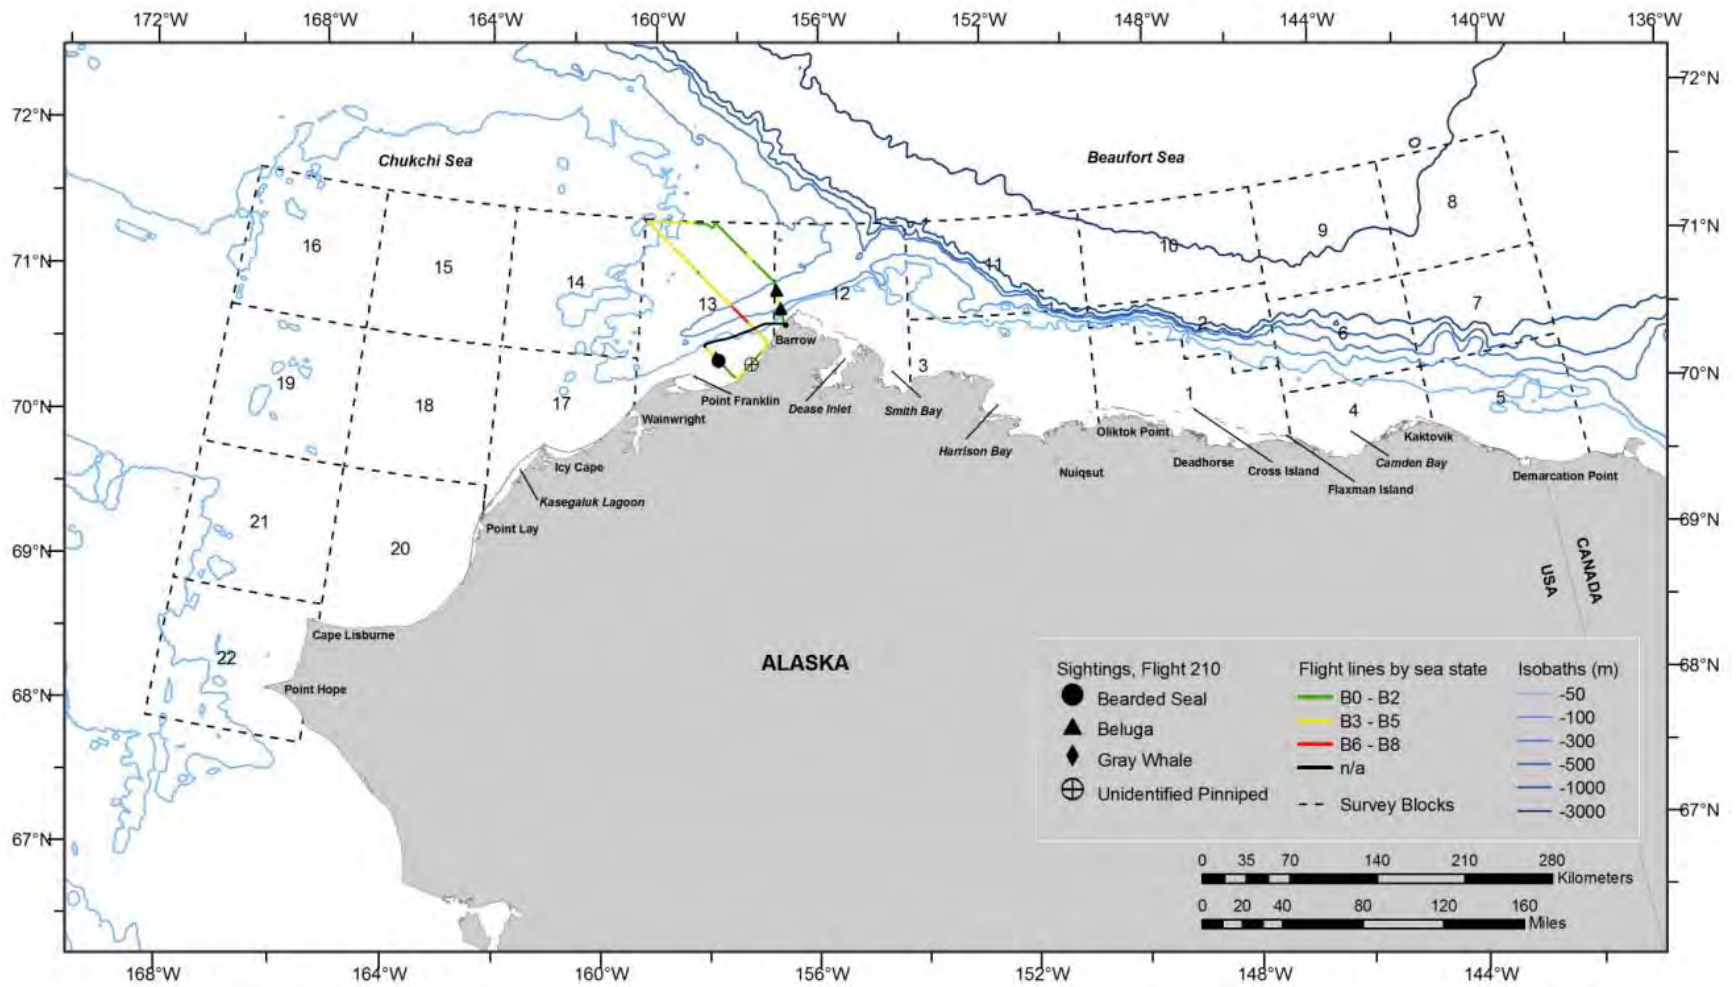 172°W 168°W 164°W 160°W 156°W 152°W 148°W 144°W 140°W 136°W
72°N 72°N
Chukchi Sea Beaufort Sea
8
9
16 71°N
10
71°N 15 11
14 12
13 7
2
6
Barrow
3 70°N
19
18 17 Point Franklin Dease Inlet Smith Bay 1 5
70°N 4
Wainwright
Oliktok Point Kaktovik
Harrison Bay
Icy Cape Nuiqsut Deadhorse Cross Island Camden Bay
Flaxman Island Demarcation Point
Kasegaluk Lagoon
21 Point Lay 69°N
69°N 20
USA CANADA
Cape Lisburne
22
ALASKA
68°N
Point Hope
68°N
Sightings, Flight 210
Bearded Seal
Beluga
Gray Whale
Unidentified Pinniped
Flight lines by sea state
B0 - B2
B3 - B5
B6 - B8
n/a
Survey Blocks
Isobaths (m)
-50
-100
-300
-500
-1000
-3000
67°N 67°N
0 35 70 140 210 280
Kilometers
0 20 40 80 120 160
Miles
168°W 164°W 160°W 156°W 152°W 148°W 144°W